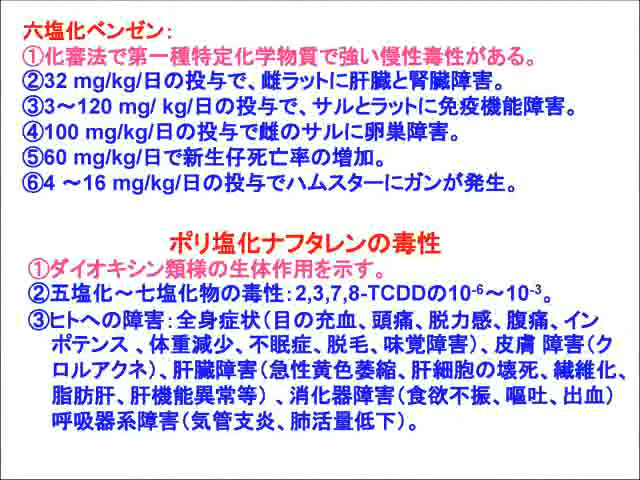 六塩化ベンゼン：
①化審法で第一種特定化学物質で強い慢性毒性がある。
②32 mg/kg/日の投与で、雌ラットに肝臓と腎臓障害。
③3～120 mg/ kg/日の投与で、サルとラットに免疫機能障害。
④100 mg/kg/日の投与で雌のサルに卵巣障害。
⑤60 mg/kg/日で新生仔死亡率の増加。
⑥4 ～16 mg/kg/日の投与でハムスターにガンが発生。
ポリ塩化ナフタレンの毒性
①ダイオキシン類様の生体作用を示す。
②五塩化～七塩化物の毒性：2,3,7,8-TCDDの10-6～10-3。
③ヒトへの障害：全身症状（目の充血、頭痛、脱力感、腹痛、イン
ポテンス 、体重減少、不眠症、脱毛、味覚障害）、皮膚 障害（ク
ロルアクネ）、肝臓障害（急性黄色萎縮、肝細胞の壊死、繊維化、
脂肪肝、肝機能異常等） 、消化器障害（食欲不振、嘔吐、出血）
呼吸器系障害（気管支炎、肺活量低下）。